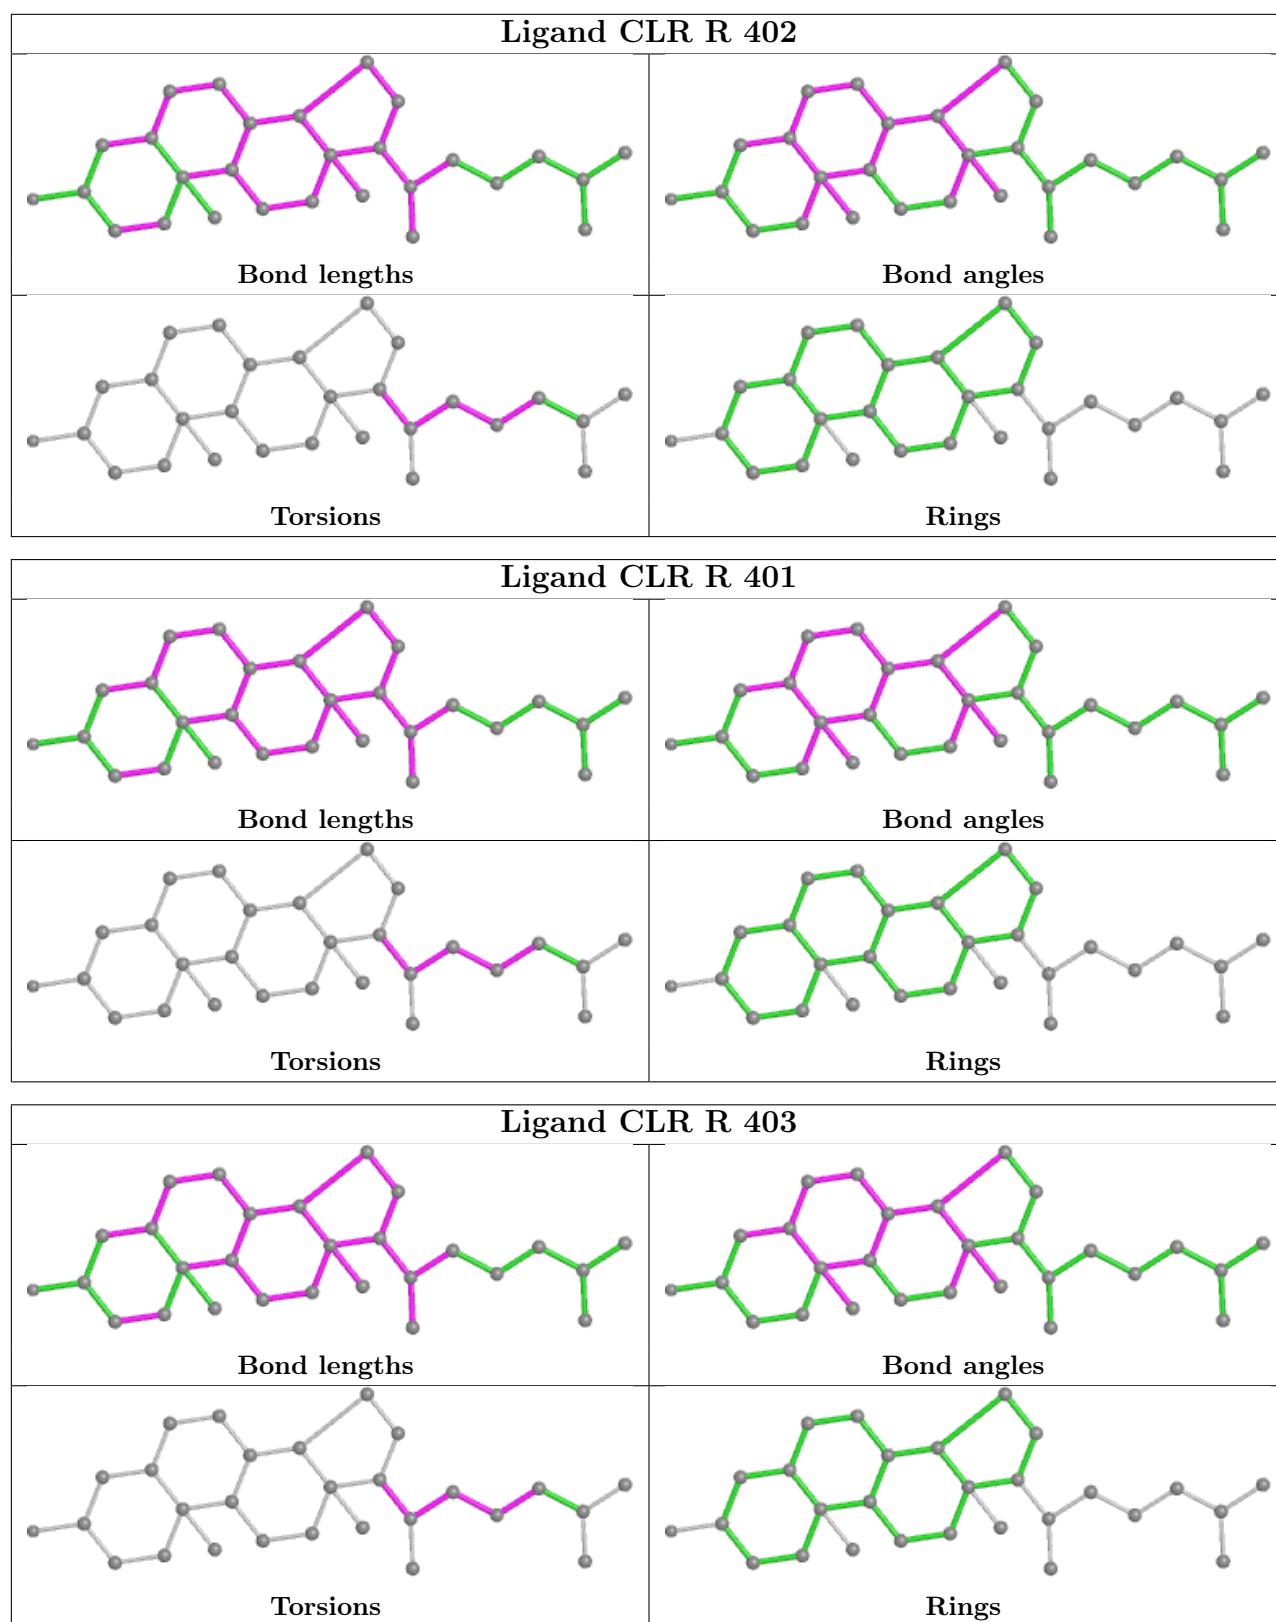 Ligand CLR R 402
Bond lengths
Bond angles
Torsions
Rings
Ligand CLR R 401
Bond lengths
Bond angles
Torsions
Rings
Ligand CLR R 403
Bond lengths
Bond angles
Torsions
Rings